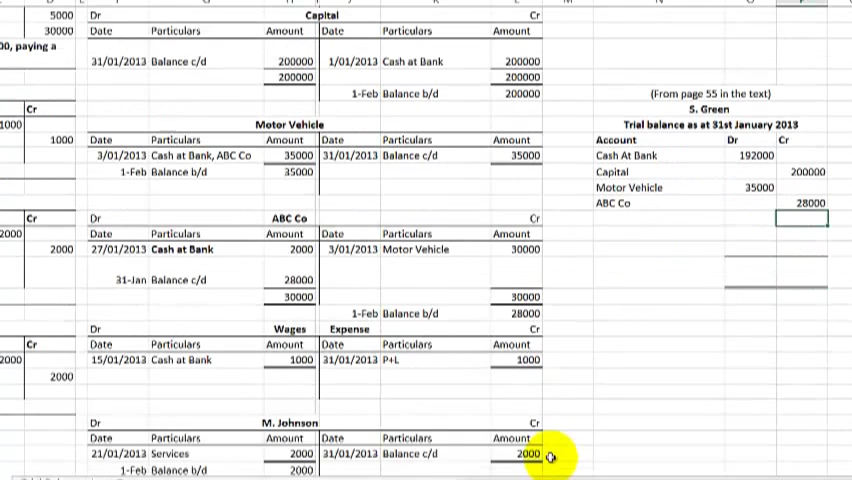 5000 Dr Capital Cr
30000 Date Particulars Amount Date Particulars Amount
00, paying a
31/01/2013 Balance c/d 200000 1/01/2013 Cash at Bank 200000
200000 200000
1-Feb Balance b/d 200000 (From page 55 in the text)
Cr S. Green
1000 Motor Vehicle Trial balance as at 31st January 2013
1000 Date Particulars Amount Date Particulars Amount Account Dr Cr
3/01/2013 Cash at Bank, ABC Co 35000 31/01/2013 Balance c/d 35000 Cash At Bank 192000
1-Feb Balance b/d 35000 Capital 200000
Motor Vehicle 35000
ABC Co 28000
Cr Dr ABC Co Cr
2000 Date Particulars Amount Date Particulars Amount
2000 27/01/2013 Cash at Bank 2000 3/01/2013 Motor Vehicle 30000
31-Jan Balance c/d 28000
30000 30000
1-Feb Balance b/d 28000
Dr Wages Expense Cr
Cr Date Particulars Amount Date Particulars Amount
2000 15/01/2013 Cash at Bank 1000 31/01/2013 P+L 1000
2000
Dr M. Johnson Cr
Date Particulars Amount Date Particulars Amount
21/01/2013 Services 2000 31/01/2013 Balance c/d 2000
1-Feb Balance b/d 2000